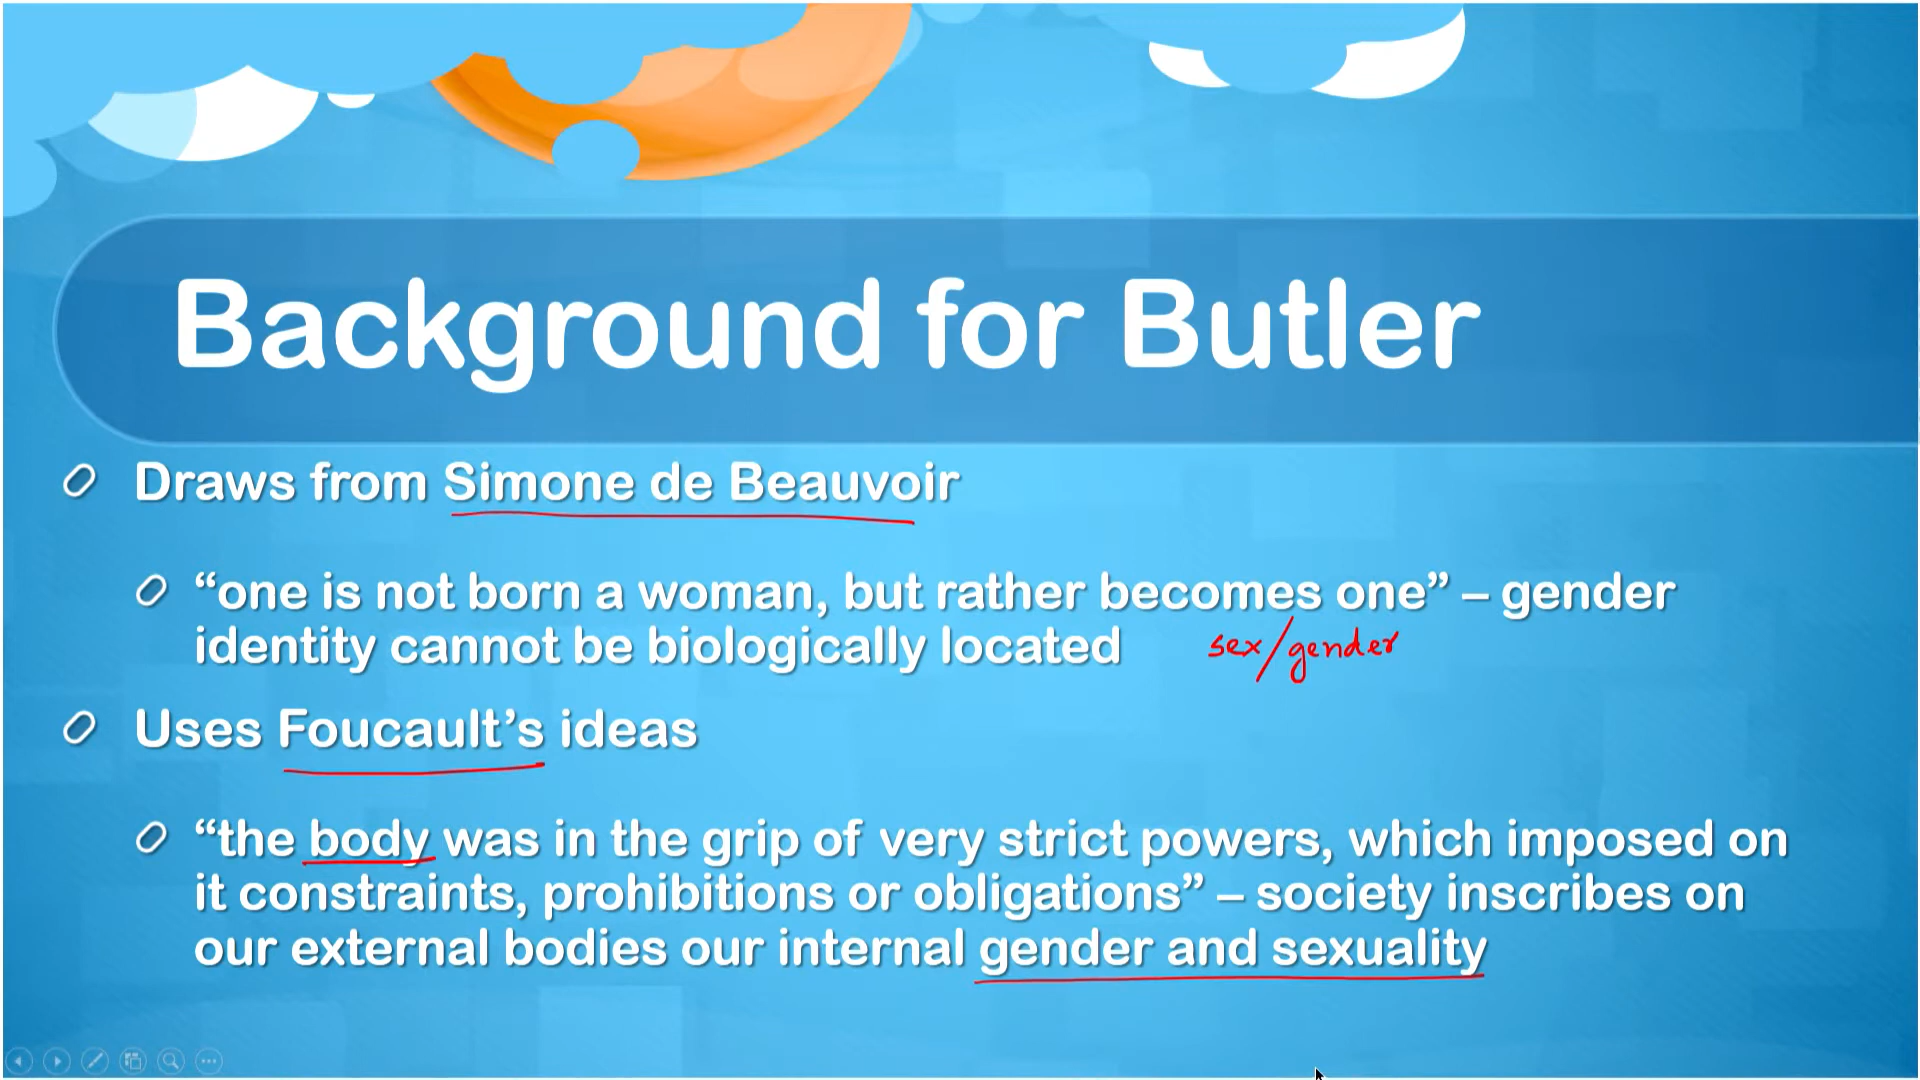 Background for Butler
Draws from Simone de Beauvoir
“one is not born a woman, but rather becomes one” – gender
identity cannot be biologically located
sex/gender
Uses Foucault’s ideas
“the body was in the grip of very strict powers, which imposed on
it constraints, prohibitions or obligations” – society inscribes on
our external bodies our internal gender and sexuality